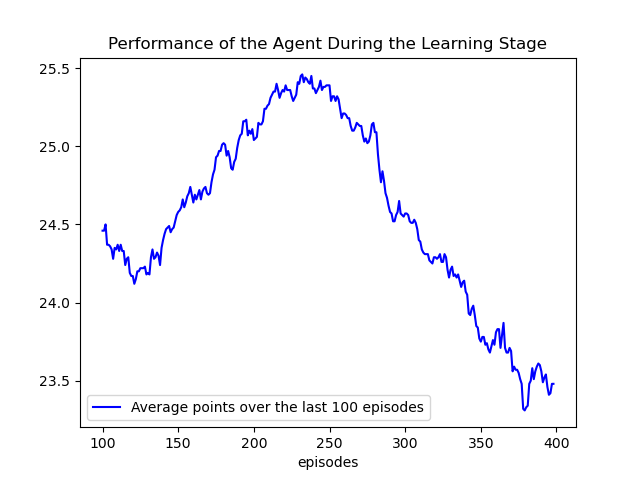 Performance of the Agent During the Learning Stage
25.5
25.0
24.5
24.0
23.5
Average points over the last 100 episodes
100 150 200 250 300 350 400
episodes